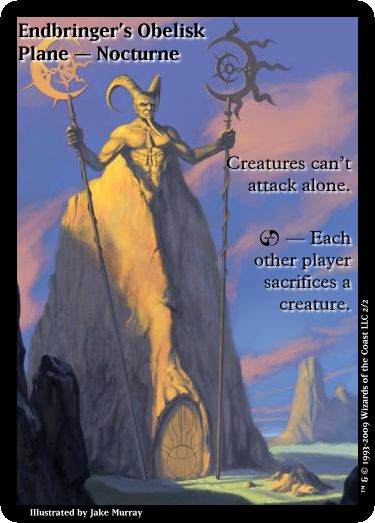 Endbringer's Obelisk
Plane — Nocturne
Creatures can't
attack alone.
— Each
other player
sacrifices a
creature.
™ & © 1993-2009 Wizards of the Coast LLC 2/2
Illustrated by Jake Murray